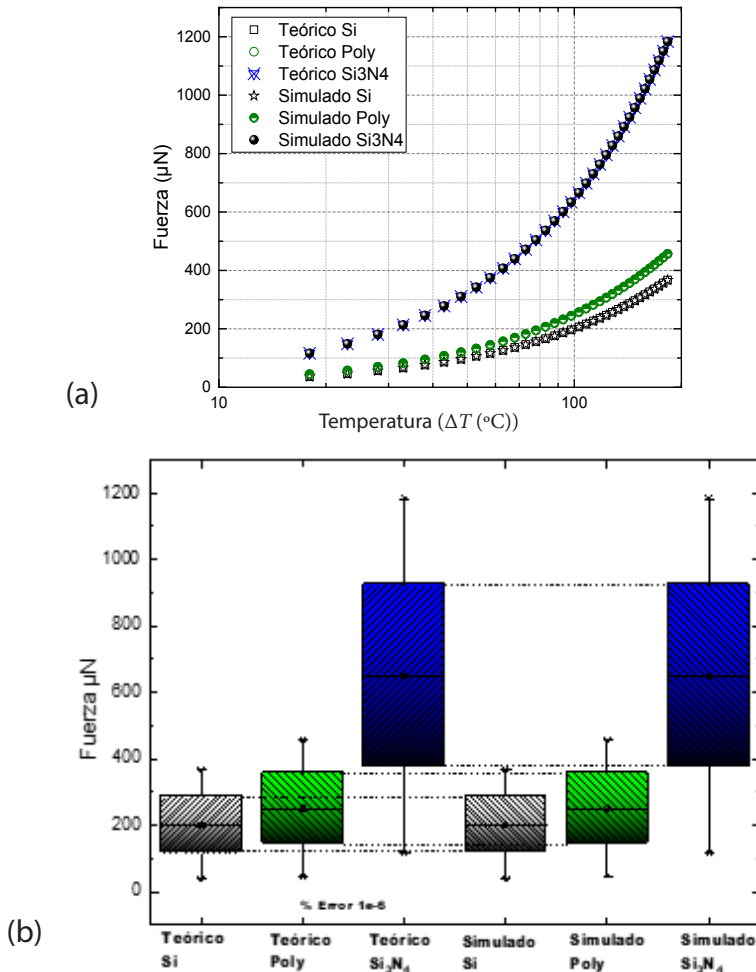 1200
1000
800
600
400
200
0
Fuerza (µN)
Teórico Si
Teórico Poly
Teórico Si3N4
Simulado Si
Simulado Poly
Simulado Si3N4
10
100
Temperatura (ΔT (ºC))
(a)
1200
1000
800
600
400
200
0
Fuerza µN
% Error 1e-6
Teórico Si
Teórico Poly
Teórico Si₃N₄
Simulado Si
Simulado Poly
Simulado Si₃N₄
(b)